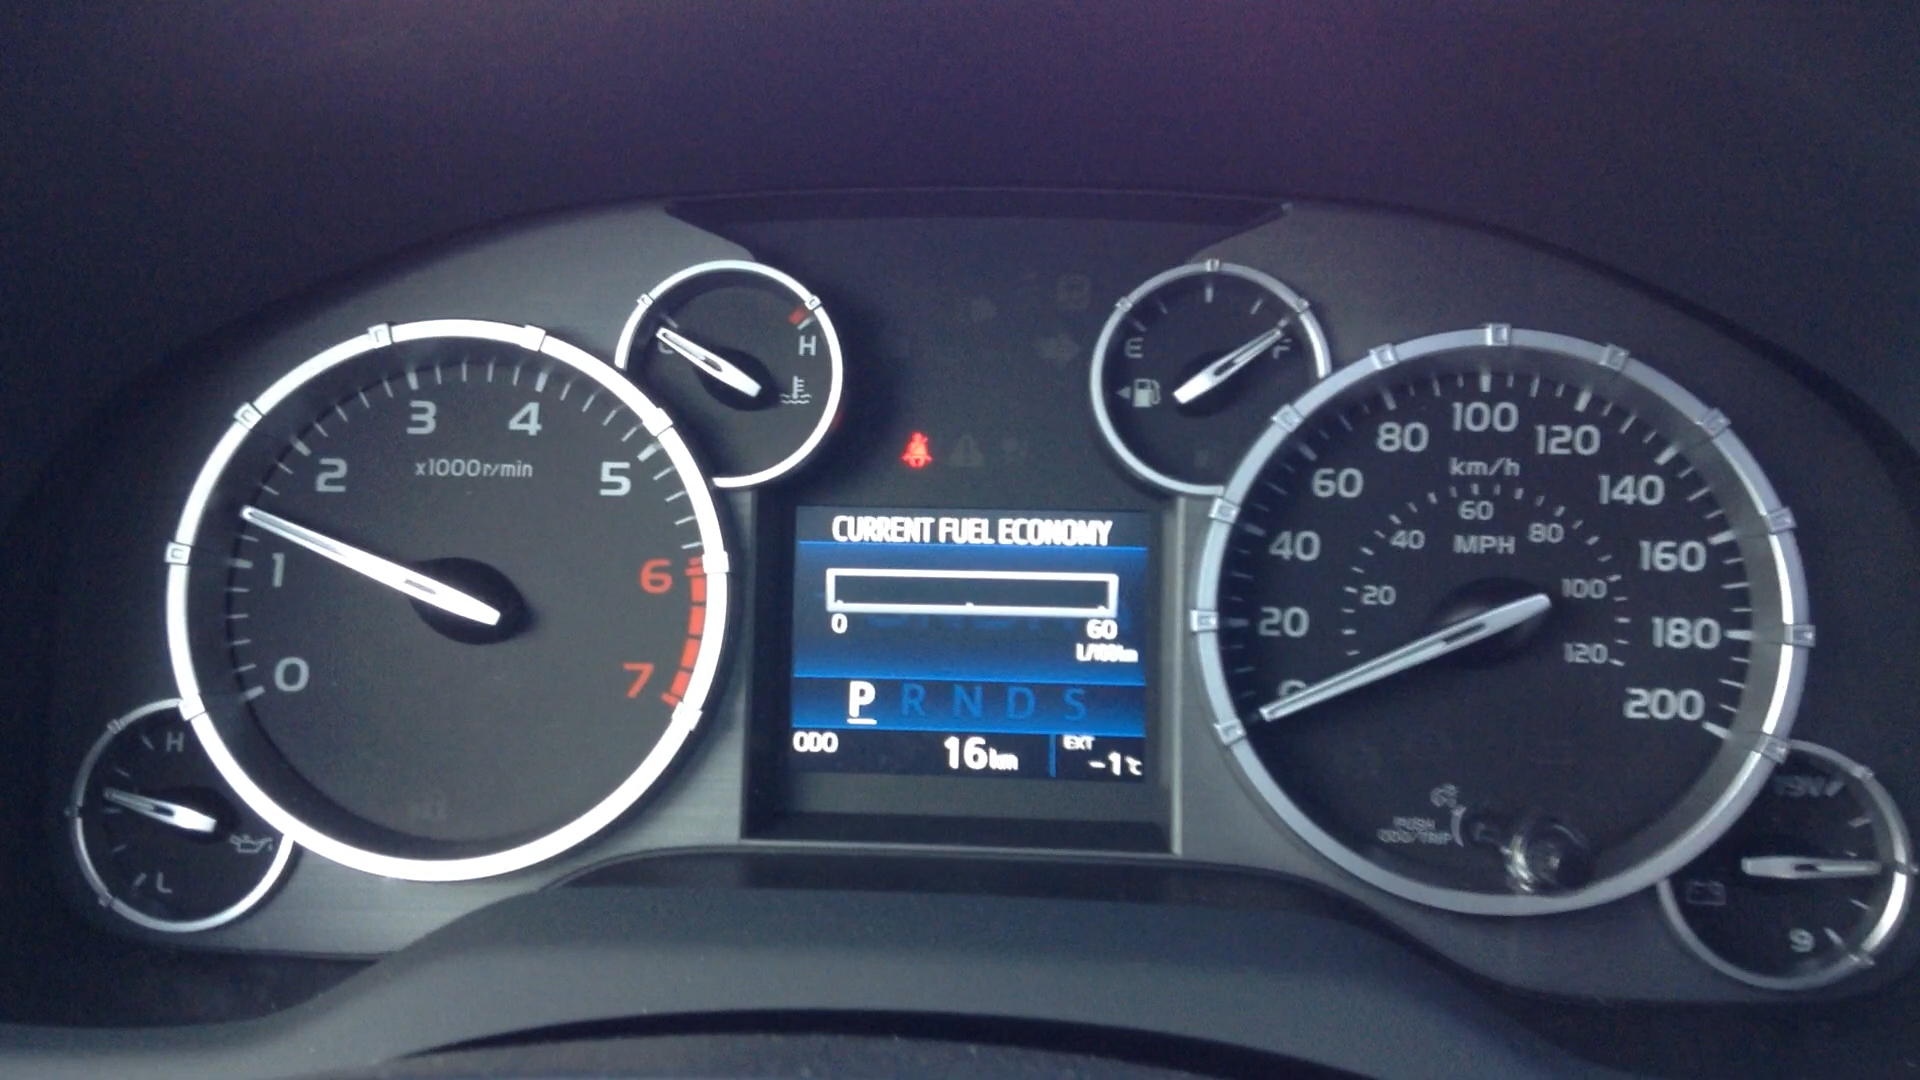 3
4
2
x1000r/min
5
1
6
0
7
H
L
C
H
E
F
CURRENT FUEL ECONOMY
0
60
L/100km
P R N D S
ODO
16km
EXT
-1℃
100
80
120
km/h
60
140
60
40
80
MPH
40
160
20
100
20
180
120
0
200
PUSH
ODO/TRIP
19V
9